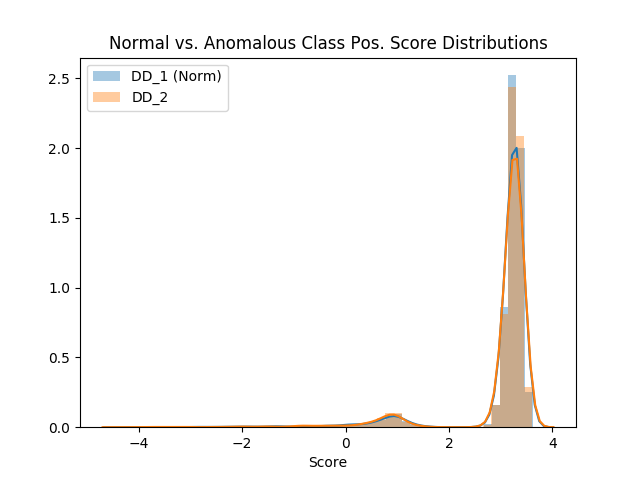 Normal vs. Anomalous Class Pos. Score Distributions
DD_1 (Norm)
DD_2
2.5
2.0
1.5
1.0
0.5
0.0
−4
−2
0
2
4
Score